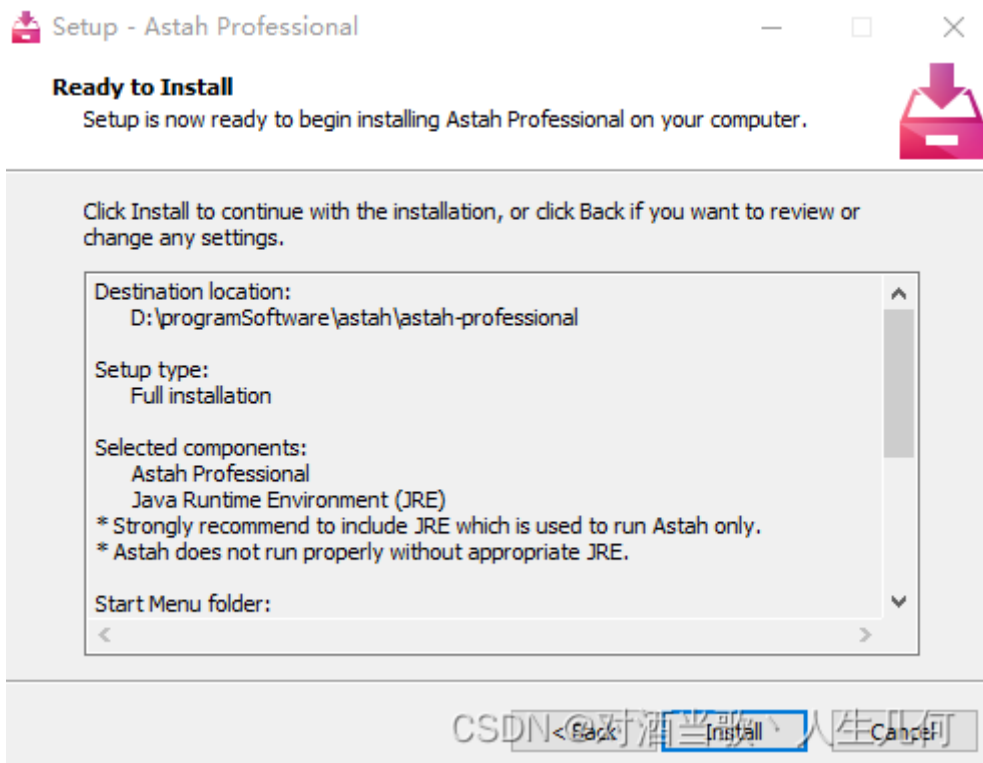 Setup - Astah Professional
Ready to Install
Setup is now ready to begin installing Astah Professional on your computer.
Click Install to continue with the installation, or click Back if you want to review or
change any settings.
Destination location:
D:\programSoftware\astah\astah-professional
Setup type:
Full installation
Selected components:
Astah Professional
Java Runtime Environment (JRE)
* Strongly recommend to include JRE which is used to run Astah only.
* Astah does not run properly without appropriate JRE.
Start Menu folder:
< Back Install Cancel
CSDN @对酒当歌丶人生几何